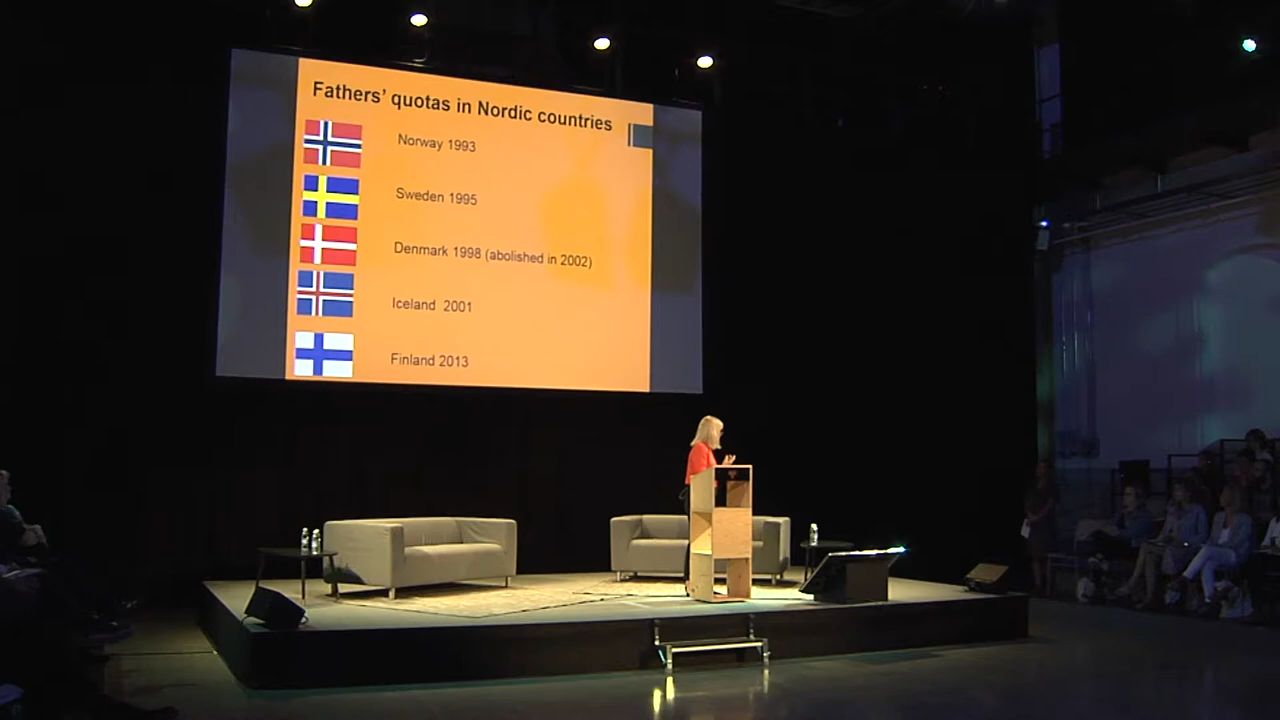 Fathers' quotas in Nordic countries
Norway 1993
Sweden 1995
Denmark 1998 (abolished in 2002)
Iceland 2001
Finland 2013